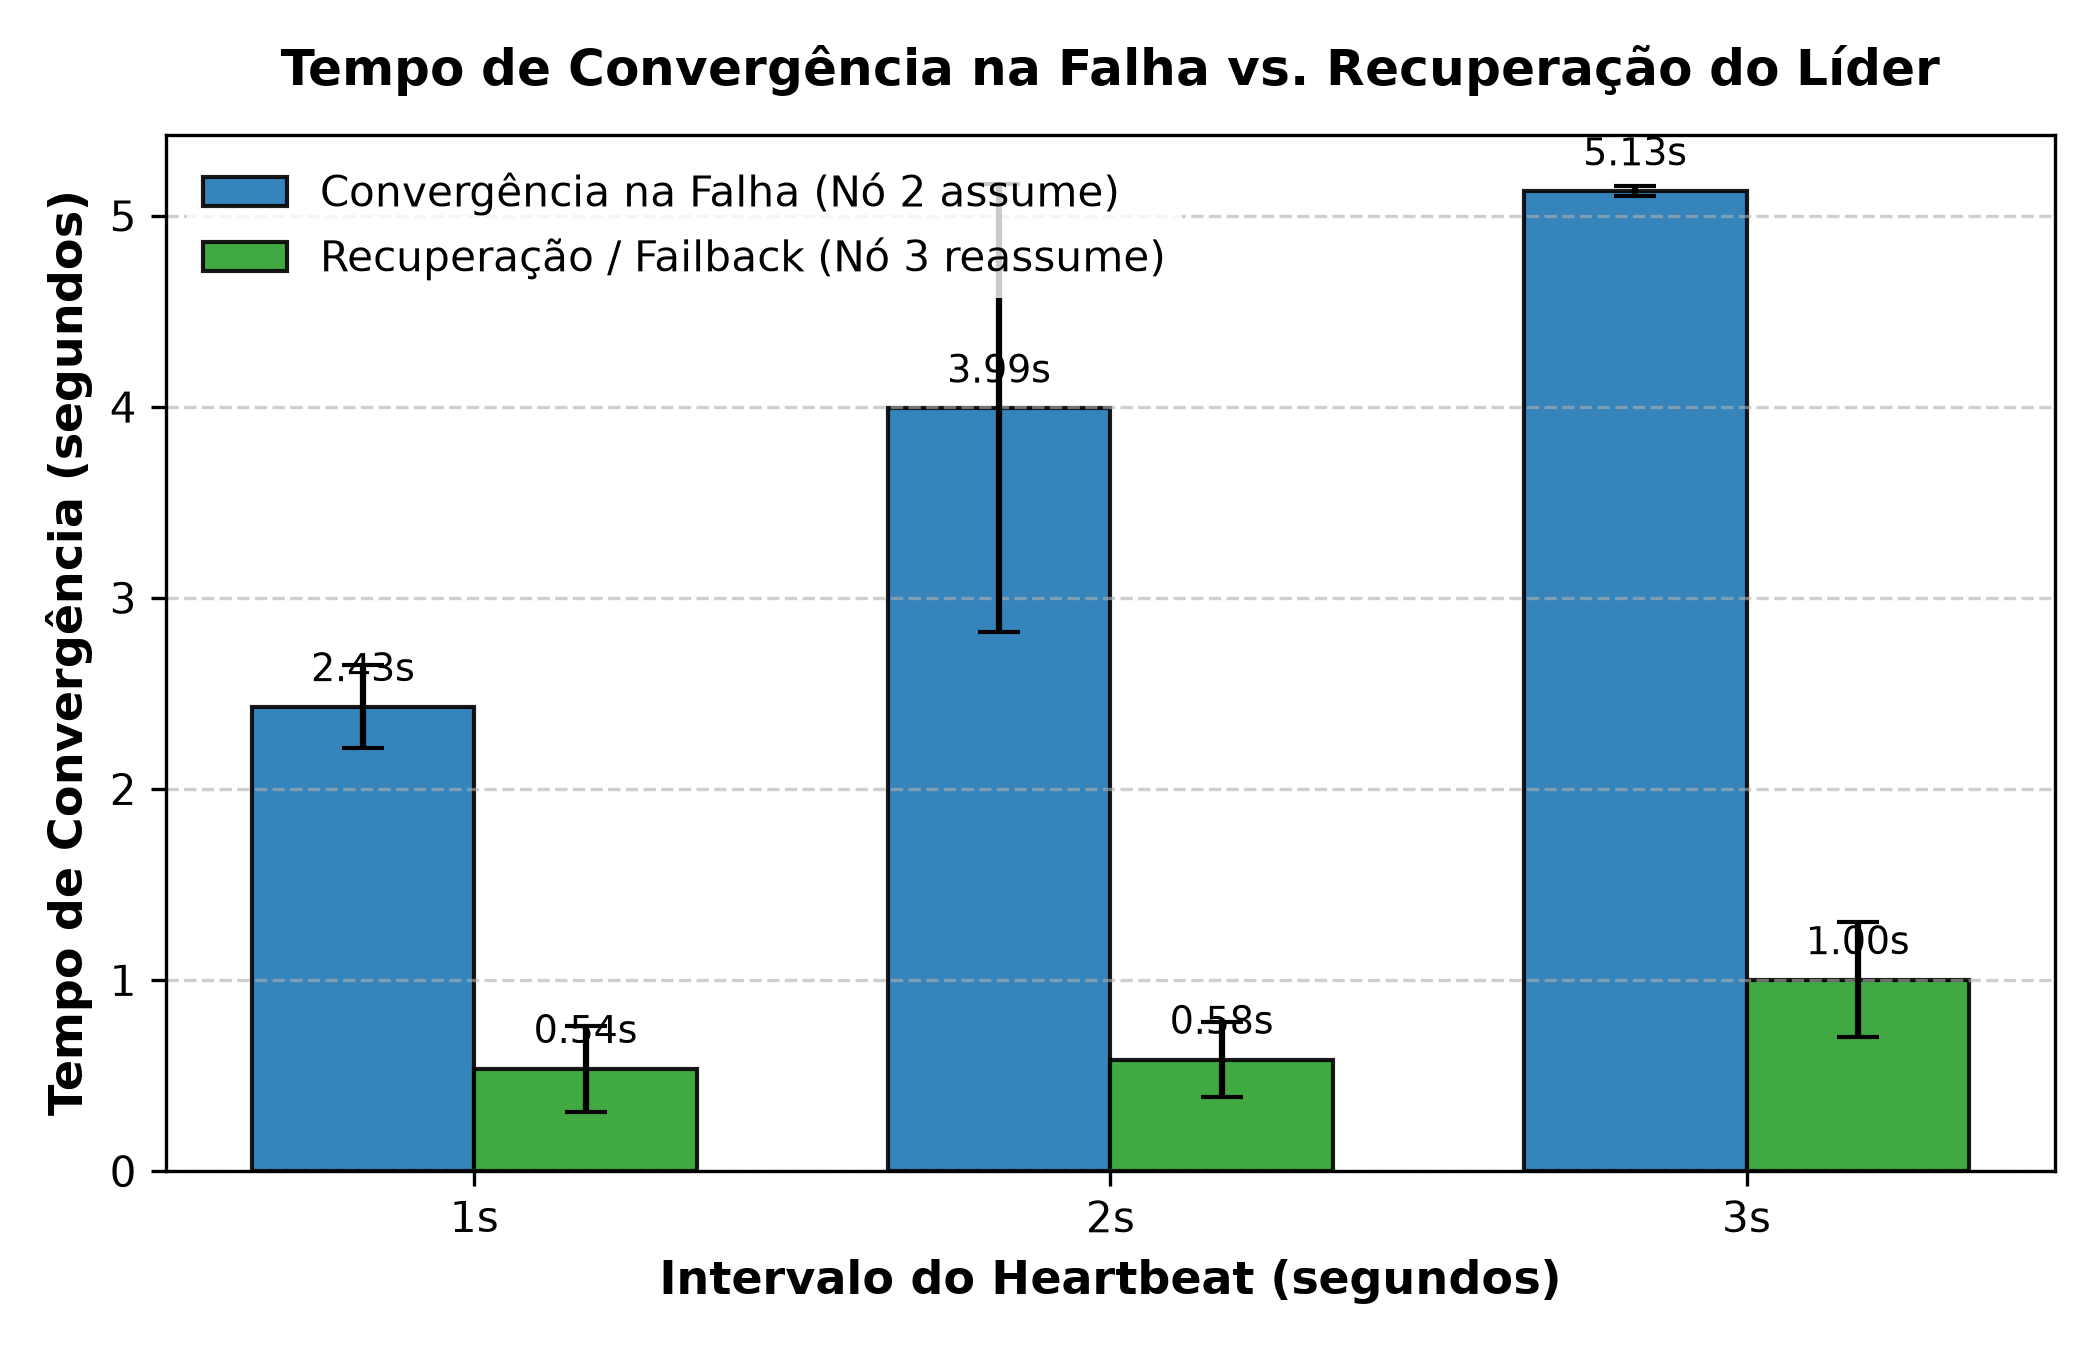 Tempo de Convergência na Falha vs. Recuperação do Líder
Convergência na Falha (Nó 2 assume)
Recuperação / Failback (Nó 3 reassume)
Tempo de Convergência (segundos)
5
4
3
2
1
0
2.43s
0.54s
3.99s
0.58s
5.13s
1.00s
1s
2s
3s
Intervalo do Heartbeat (segundos)